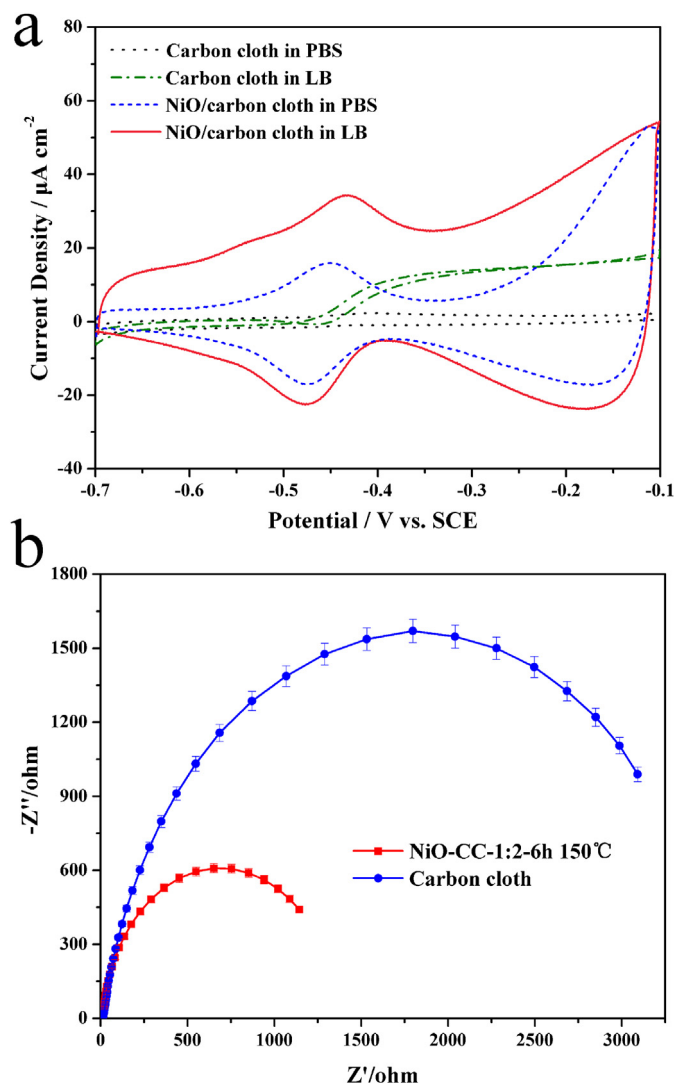 a
80
60
40
20
0
-20
-40
Current Density / μA cm⁻²
Carbon cloth in PBS
Carbon cloth in LB
NiO/carbon cloth in PBS
NiO/carbon cloth in LB
-0.7 -0.6 -0.5 -0.4 -0.3 -0.2 -0.1
Potential / V vs. SCE
b
1800
1500
1200
900
600
300
0
-Z''/ohm
NiO-CC-1:2-6h 150℃
Carbon cloth
0 500 1000 1500 2000 2500 3000
Z'/ohm